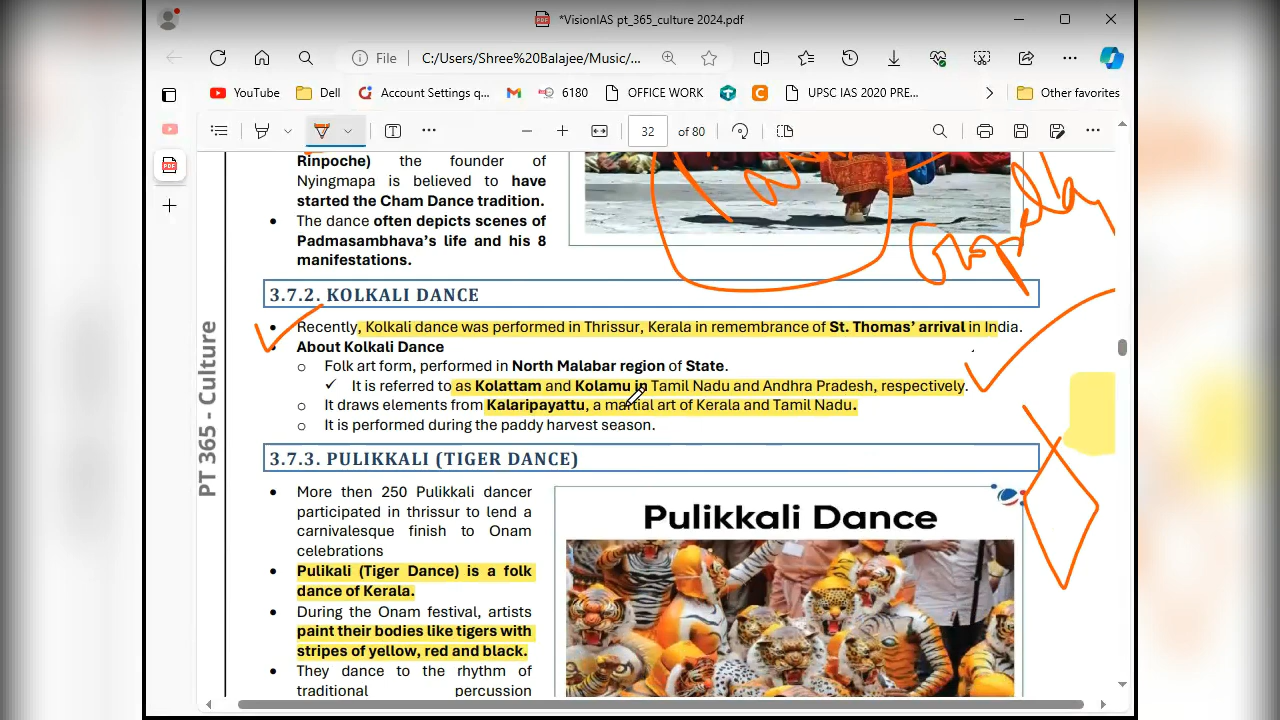 *VisionIAS pt_365_culture 2024.pdf
File C:/Users/Shree%20Balajee/Music/...
YouTube Dell Account Settings q... 6180 OFFICE WORK UPSC IAS 2020 PRE... Other favorites
32 of 80
Rinpoche) the founder of
Nyingmapa is believed to have
started the Cham Dance tradition.
• The dance often depicts scenes of
Padmasambhava's life and his 8
manifestations.
3.7.2. KOLKALI DANCE
• Recently, Kolkali dance was performed in Thrissur, Kerala in remembrance of St. Thomas' arrival in India.
• About Kolkali Dance
o Folk art form, performed in North Malabar region of State.
✓ It is referred to as Kolattam and Kolamu in Tamil Nadu and Andhra Pradesh, respectively.
o It draws elements from Kalaripayattu, a martial art of Kerala and Tamil Nadu.
o It is performed during the paddy harvest season.
PT 365 - Culture
3.7.3. PULIKKALI (TIGER DANCE)
• More then 250 Pulikkali dancer
participated in thrissur to lend a
carnivalesque finish to Onam
celebrations
• Pulikali (Tiger Dance) is a folk
dance of Kerala.
• During the Onam festival, artists
paint their bodies like tigers with
stripes of yellow, red and black.
• They dance to the rhythm of
traditional percussion
Pulikkali Dance